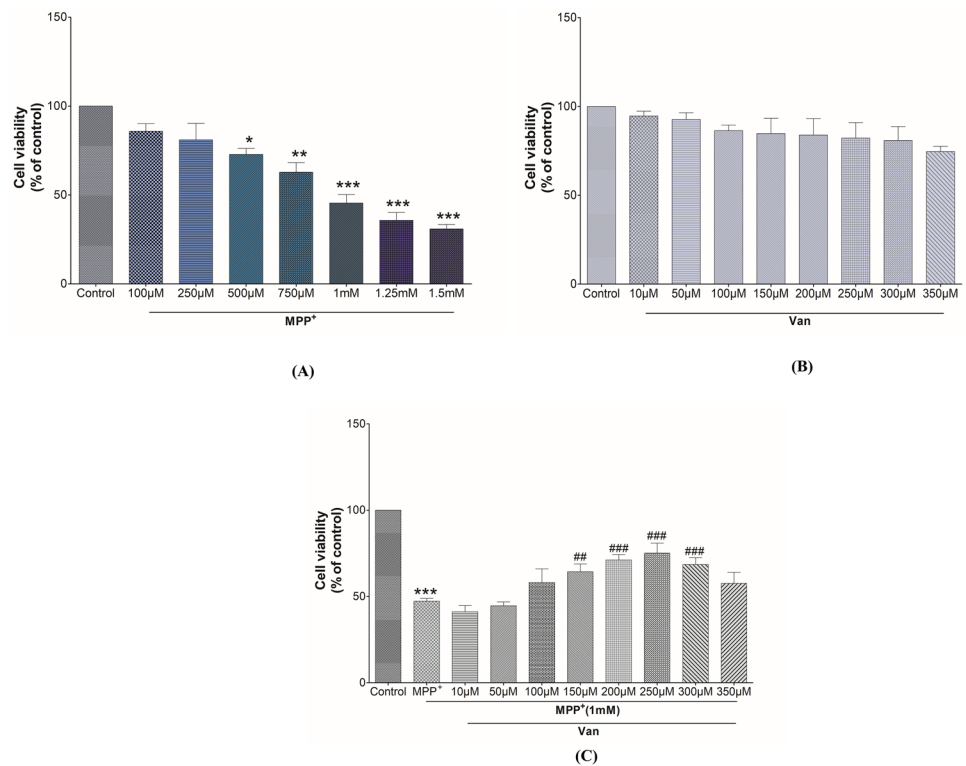 150
100
50
0
Cell viability
(% of control)
* ** *** *** ***
Control 100µM 250µM 500µM 750µM 1mM 1.25mM 1.5mM
MPP⁺
(A)
150
100
50
0
Cell viability
(% of control)
Control 10µM 50µM 100µM 150µM 200µM 250µM 300µM 350µM
Van
(B)
150
100
50
0
Cell viability
(% of control)
*** ## ### ### ###
Control MPP⁺ 10µM 50µM 100µM 150µM 200µM 250µM 300µM 350µM
MPP⁺(1mM)
Van
(C)